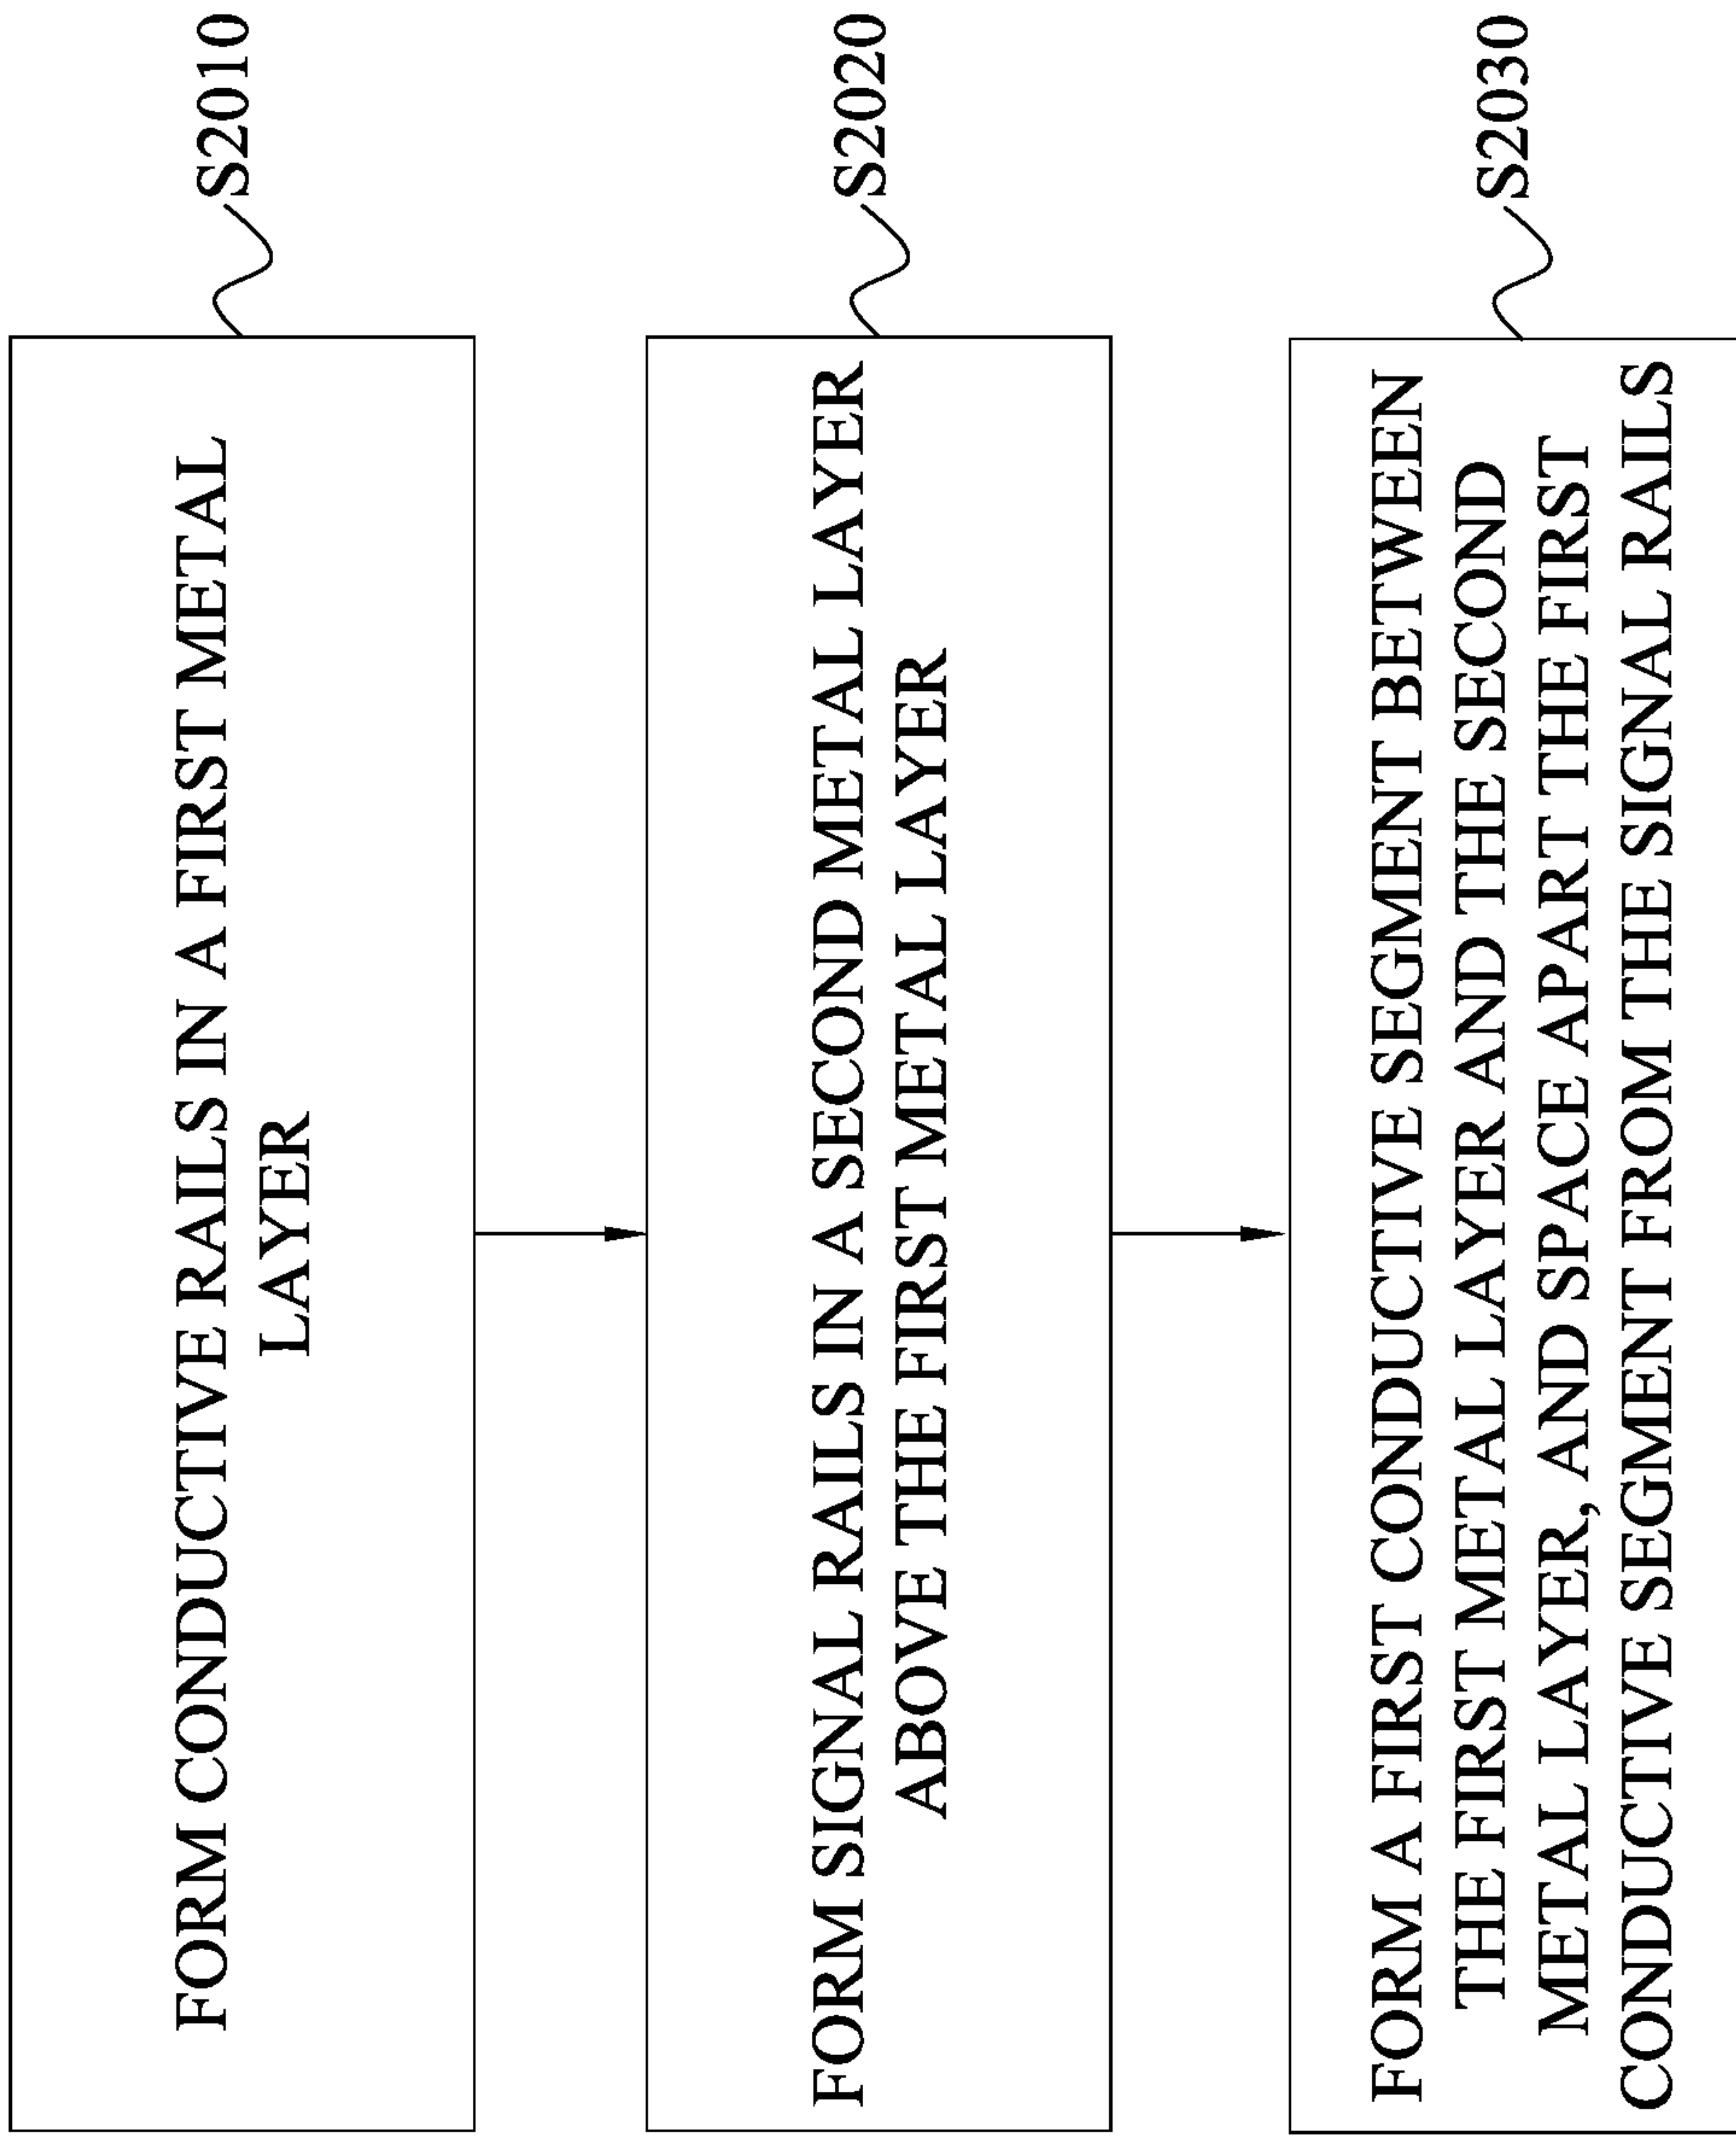 FORM CONDUCTIVE RAILS IN A FIRST METAL
LAYER
S2010
FORM SIGNAL RAILS IN A SECOND METAL LAYER
ABOVE THE FIRST METAL LAYER
S2020
FORM A FIRST CONDUCTIVE SEGMENT BETWEEN
THE FIRST METAL LAYER AND THE SECOND
METAL LAYER, AND SPACE APART THE FIRST
CONDUCTIVE SEGMENT FROM THE SIGNAL RAILS
S2030